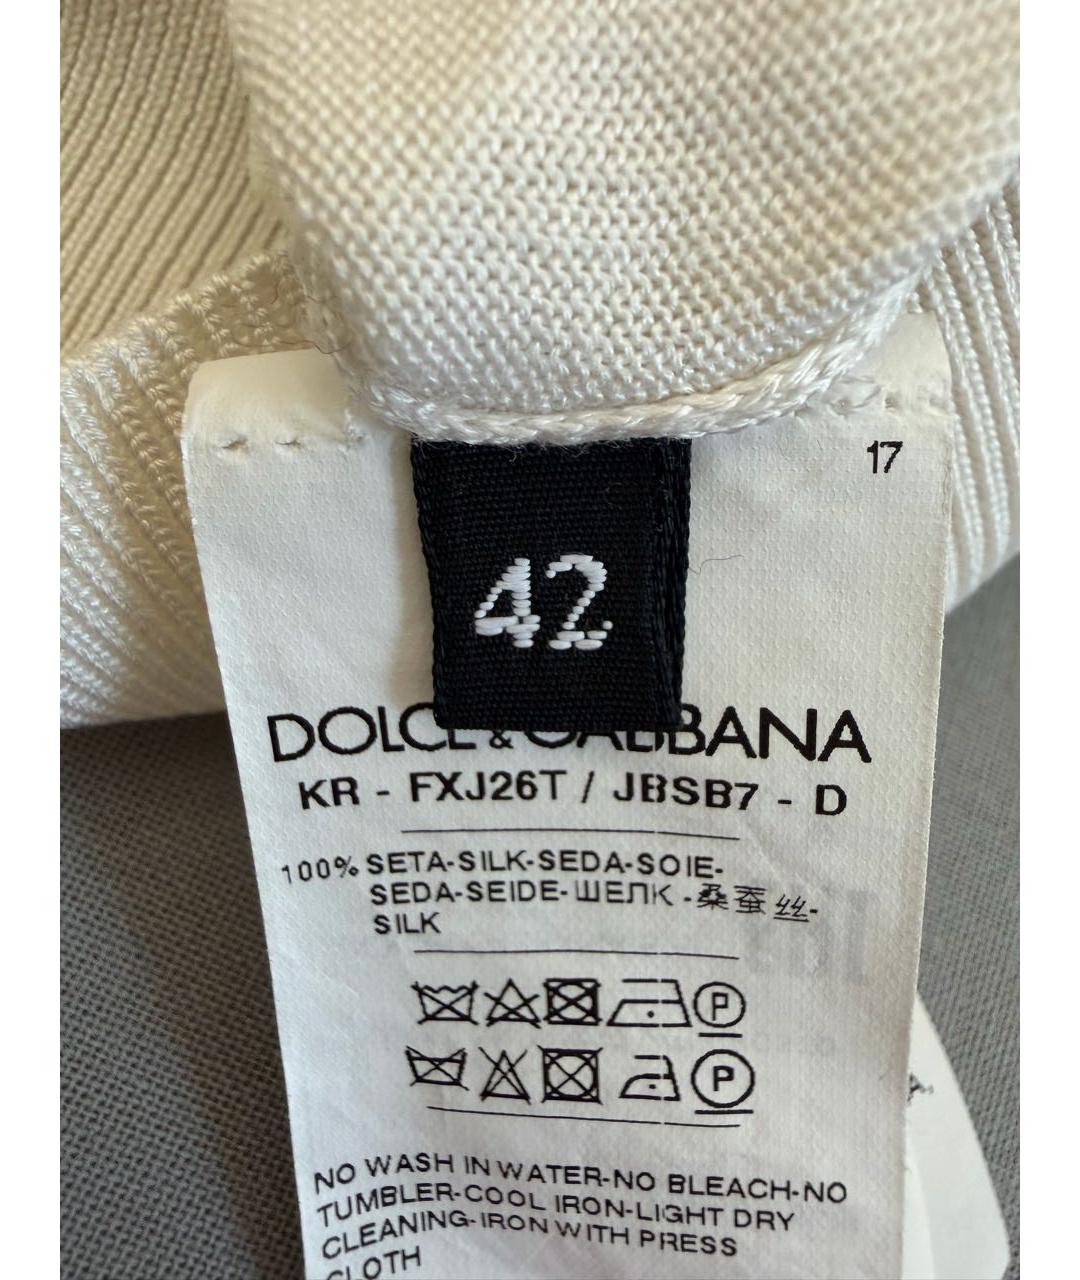 17
42
DOLCE & GABBANA
KR - FXJ26T / JBSB7 - D
100% SETA-SILK-SEDA-SOIE-
SEDA-SEIDE-ШЕЛК-桑蚕丝-
SILK
P
P
NO WASH IN WATER-NO BLEACH-NO
TUMBLER-COOL IRON-LIGHT DRY
CLEANING-IRON WITH PRESS
CLOTH